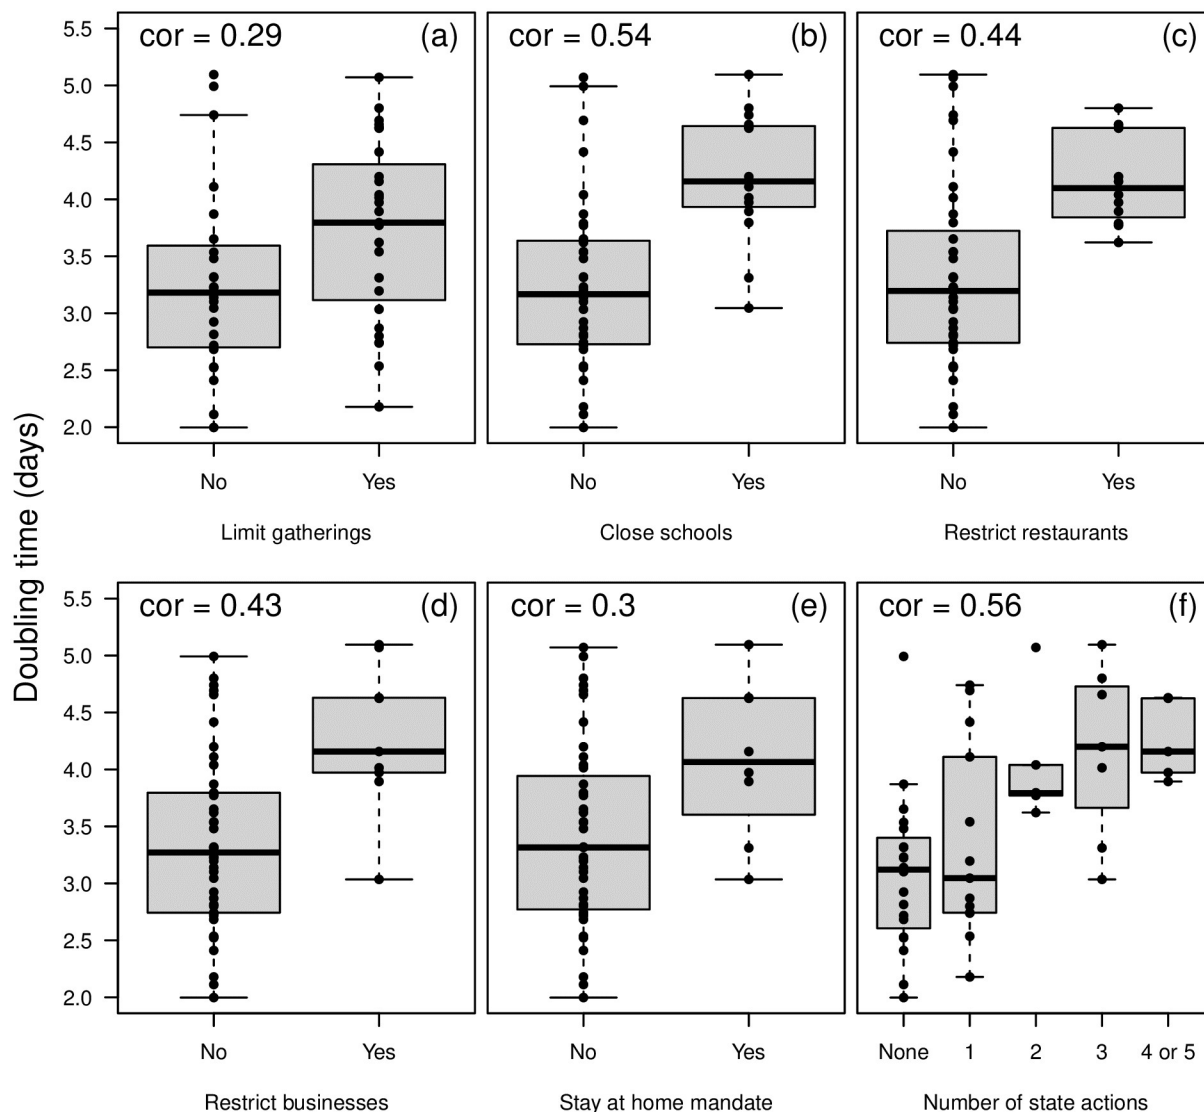 Doubling time (days)
cor = 0.29 (a)
5.5
5.0
4.5
4.0
3.5
3.0
2.5
2.0
No Yes
Limit gatherings
cor = 0.54 (b)
No Yes
Close schools
cor = 0.44 (c)
No Yes
Restrict restaurants
cor = 0.43 (d)
5.5
5.0
4.5
4.0
3.5
3.0
2.5
2.0
No Yes
Restrict businesses
cor = 0.3 (e)
No Yes
Stay at home mandate
cor = 0.56 (f)
None 1 2 3 4 or 5
Number of state actions